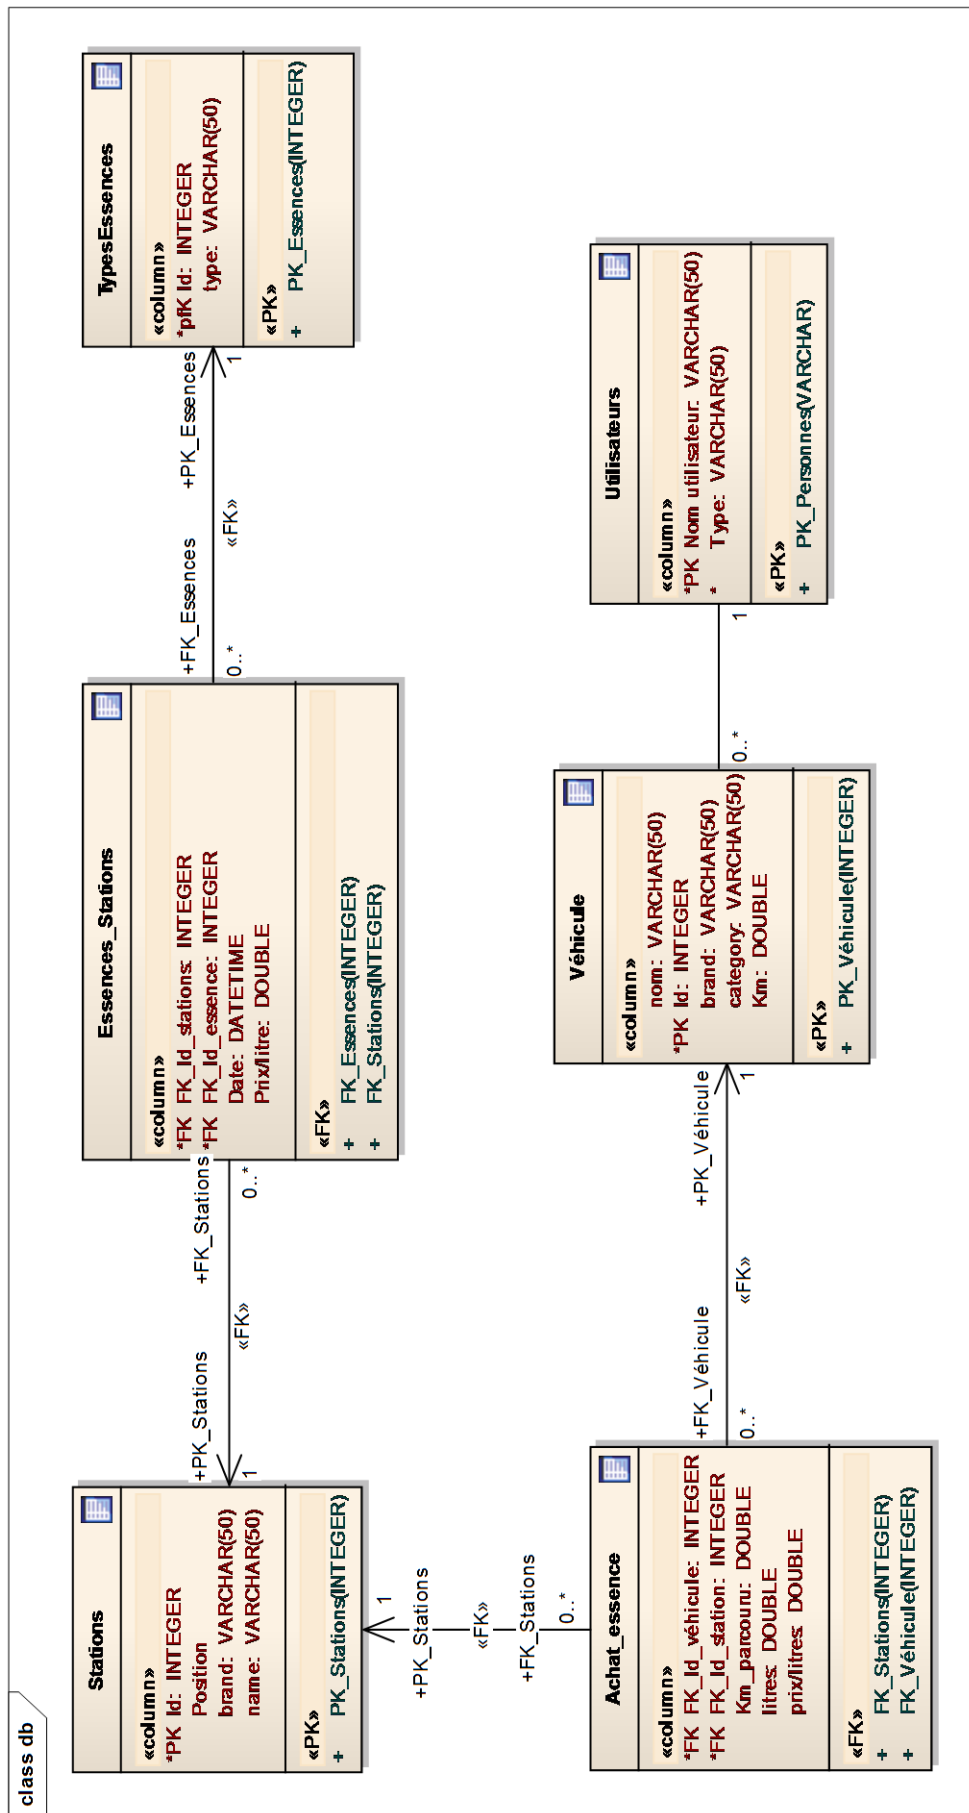 class db
Stations
«column»
*PK Id: INTEGER
Position
brand: VARCHAR(50)
name: VARCHAR(50)
«PK»
+ PK_Stations(INTEGER)
+PK_Stations
1
«FK»
+FK_Stations
0..*
Essences_Stations
«column»
*FK FK_Id_stations: INTEGER
*FK FK_Id_essence: INTEGER
Date: DATETIME
Prix/litre: DOUBLE
«FK»
+ FK_Essences(INTEGER)
+ FK_Stations(INTEGER)
+FK_Essences
0..*
«FK»
+PK_Essences
1
TypesEssences
«column»
*pfK Id: INTEGER
type: VARCHAR(50)
«PK»
+ PK_Essences(INTEGER)
+PK_Stations
1
«FK»
+FK_Stations
0..*
Achat_essence
«column»
*FK FK_Id_véhicule: INTEGER
*FK FK_Id_station: INTEGER
Km_parcouru: DOUBLE
litres: DOUBLE
prix/litres: DOUBLE
«FK»
+ FK_Stations(INTEGER)
+ FK_Véhicule(INTEGER)
+FK_Véhicule
0..*
«FK»
+PK_Véhicule
1
Véhicule
«column»
nom: VARCHAR(50)
*PK Id: INTEGER
brand: VARCHAR(50)
category: VARCHAR(50)
Km: DOUBLE
«PK»
+ PK_Véhicule(INTEGER)
0..*
1
Utilisateurs
«column»
*PK Nom utilisateur: VARCHAR(50)
* Type: VARCHAR(50)
«PK»
+ PK_Personnes(VARCHAR)